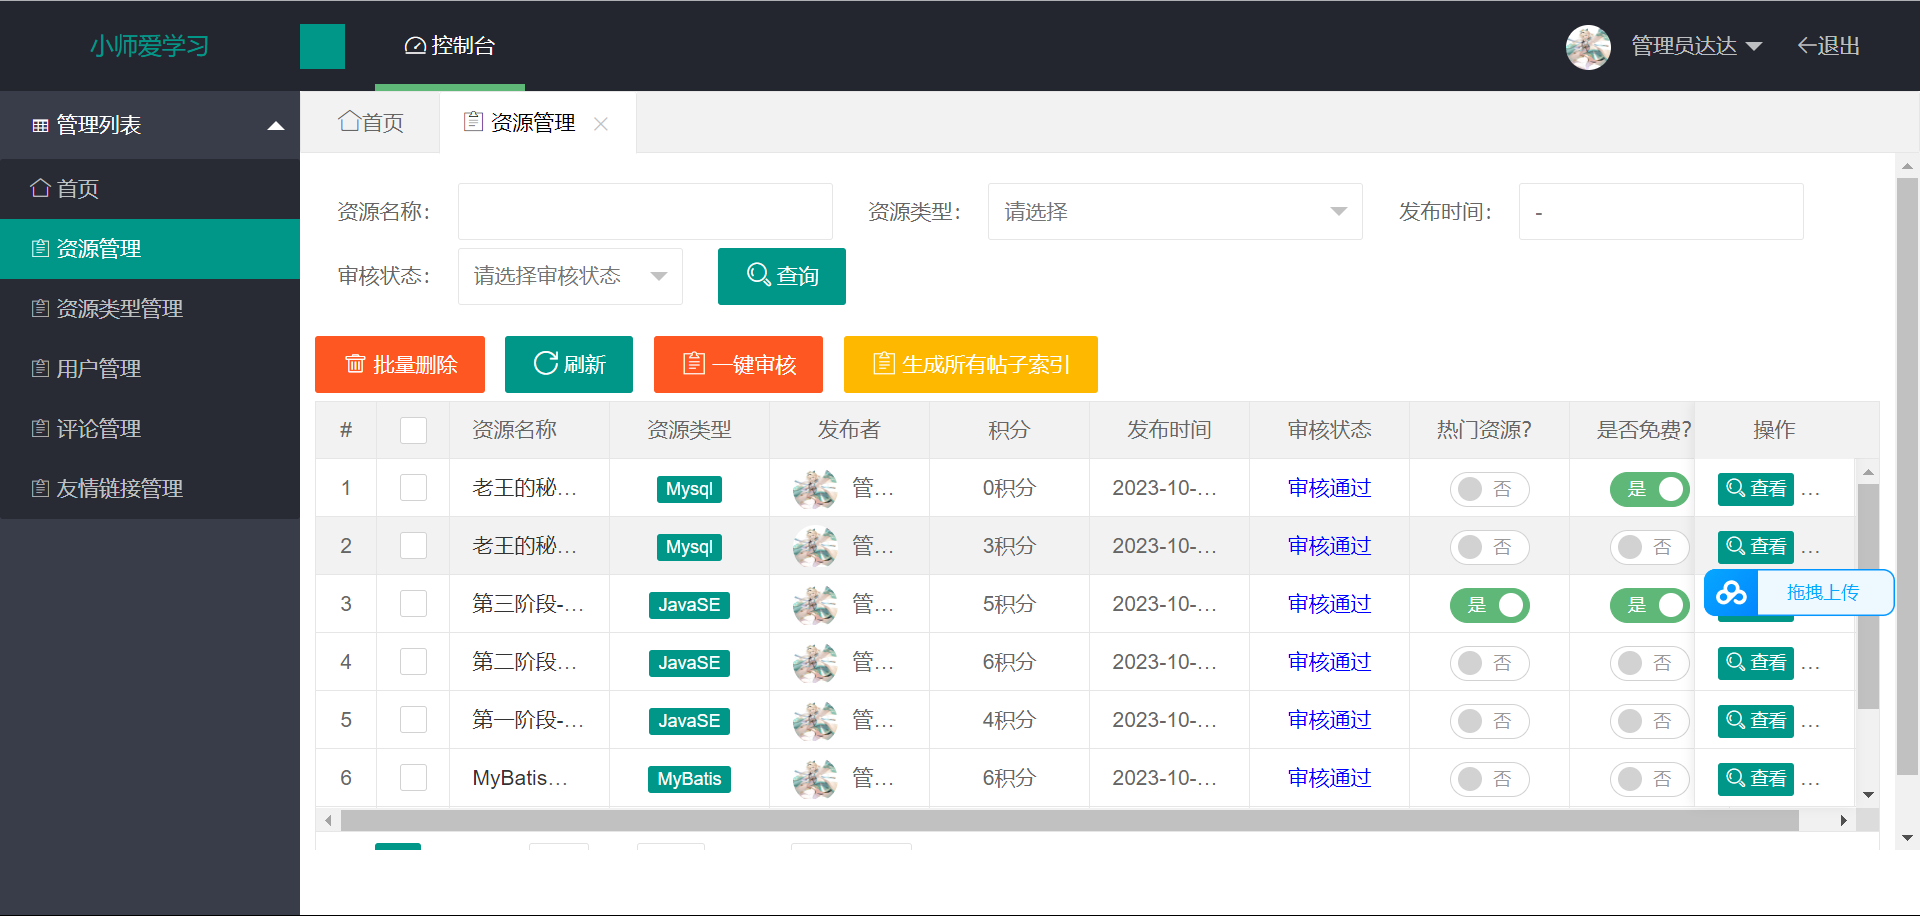 小师爱学习 控制台 管理员达达 退出
管理列表
首页
资源管理
资源类型管理
用户管理
评论管理
友情链接管理
首页 资源管理
资源名称： 资源类型： 请选择 发布时间： -
审核状态： 请选择审核状态 查询
批量删除 刷新 一键审核 生成所有帖子索引
# 资源名称 资源类型 发布者 积分 发布时间 审核状态 热门资源? 是否免费? 操作
1 老王的秘... Mysql 管... 0积分 2023-10-... 审核通过 否 是 查看 ...
2 老王的秘... Mysql 管... 3积分 2023-10-... 审核通过 否 否 查看 ...
3 第三阶段-... JavaSE 管... 5积分 2023-10-... 审核通过 是 是
拖拽上传
4 第二阶段... JavaSE 管... 6积分 2023-10-... 审核通过 否 否 查看 ...
5 第一阶段-... JavaSE 管... 4积分 2023-10-... 审核通过 否 否 查看 ...
6 MyBatis... MyBatis 管... 6积分 2023-10-... 审核通过 否 否 查看 ...